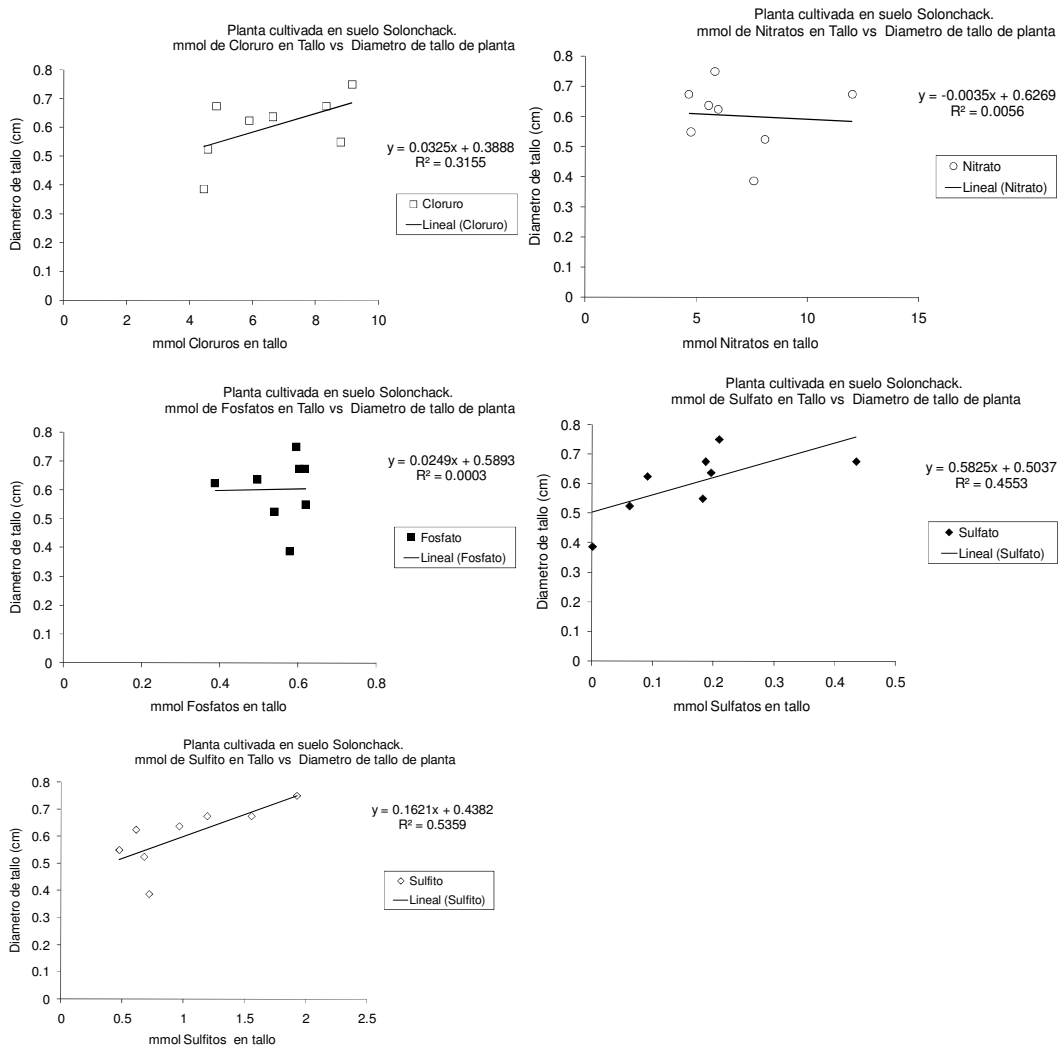 Planta cultivada en suelo Solonchack.
mmol de Cloruro en Tallo vs Diametro de tallo de planta
Diametro de tallo (cm)
0.8
0.7
0.6
0.5
0.4
0.3
0.2
0.1
0
0 2 4 6 8 10
mmol Cloruros en tallo
y = 0.0325x + 0.3888
R² = 0.3155
Cloruro
Lineal (Cloruro)
Planta cultivada en suelo Solonchack.
mmol de Nitratos en Tallo vs Diametro de tallo de planta
Diametro de tallo (cm)
0.8
0.7
0.6
0.5
0.4
0.3
0.2
0.1
0
0 5 10 15
mmol Nitratos en tallo
y = -0.0035x + 0.6269
R² = 0.0056
Nitrato
Lineal (Nitrato)
Planta cultivada en suelo Solonchack.
mmol de Fosfatos en Tallo vs Diametro de tallo de planta
Diametro de tallo (cm)
0.8
0.7
0.6
0.5
0.4
0.3
0.2
0.1
0
0 0.2 0.4 0.6 0.8
mmol Fosfatos en tallo
y = 0.0249x + 0.5893
R² = 0.0003
Fosfato
Lineal (Fosfato)
Planta cultivada en suelo Solonchack.
mmol de Sulfato en Tallo vs Diametro de tallo de planta
Diametro de tallo (cm)
0.8
0.7
0.6
0.5
0.4
0.3
0.2
0.1
0
0 0.1 0.2 0.3 0.4 0.5
mmol Sulfatos en tallo
y = 0.5825x + 0.5037
R² = 0.4553
Sulfato
Lineal (Sulfato)
Planta cultivada en suelo Solonchack.
mmol de Sulfito en Tallo vs Diametro de tallo de planta
Diametro de tallo (cm)
0.8
0.7
0.6
0.5
0.4
0.3
0.2
0.1
0
0 0.5 1 1.5 2 2.5
mmol Sulfitos en tallo
y = 0.1621x + 0.4382
R² = 0.5359
Sulfito
Lineal (Sulfito)